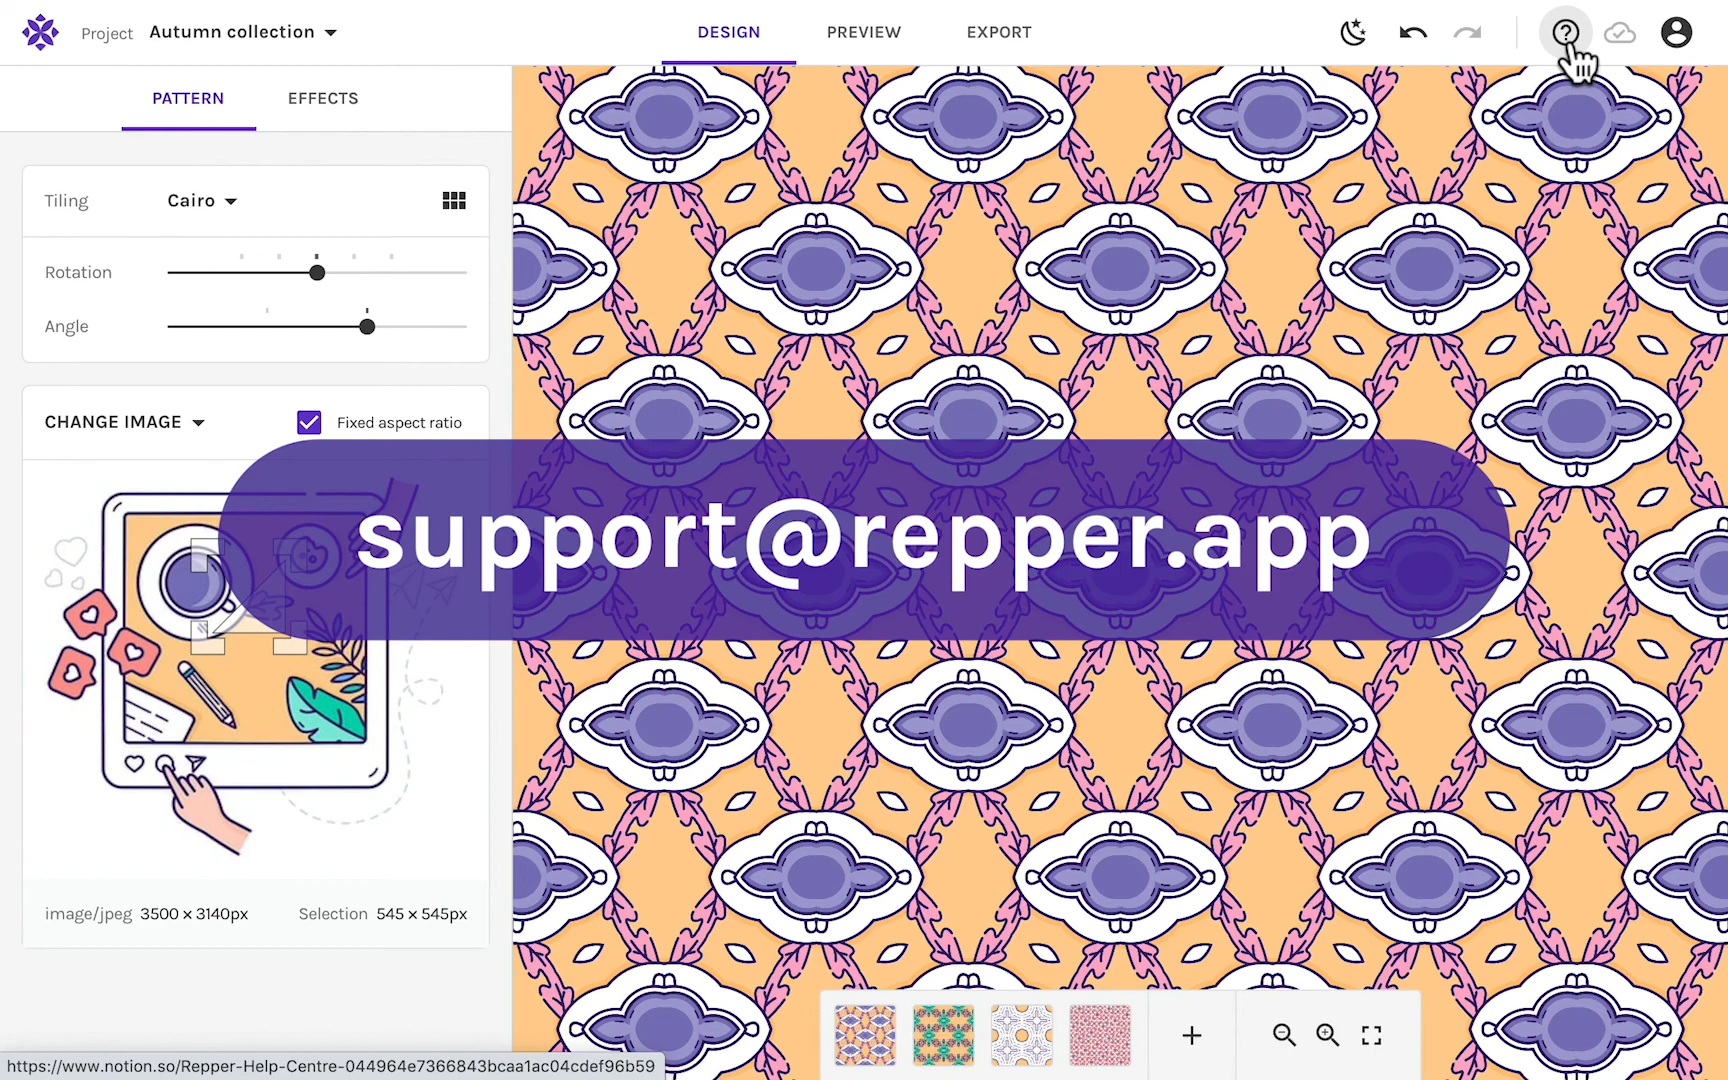 Project Autumn collection
DESIGN
PREVIEW
EXPORT
PATTERN
EFFECTS
Tiling
Cairo
Rotation
Angle
CHANGE IMAGE
Fixed aspect ratio
support@repper.app
image/jpeg 3500 × 3140px
Selection 545 × 545px
https://www.notion.so/Repper-Help-Centre-044964e7366843bcaa1ac04cdef96b59